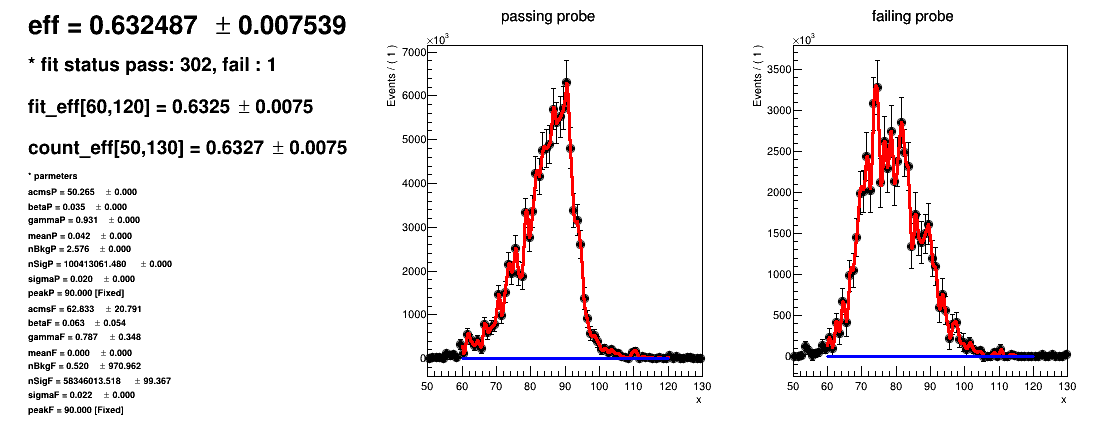 eff = 0.632487 ± 0.007539
* fit status pass: 302, fail : 1
fit_eff[60,120] = 0.6325 ± 0.0075
count_eff[50,130] = 0.6327 ± 0.0075
* parmeters
acmsP = 50.265 ± 0.000
betaP = 0.035 ± 0.000
gammaP = 0.931 ± 0.000
meanP = 0.042 ± 0.000
nBkgP = 2.576 ± 0.000
nSigP = 100413061.480 ± 0.000
sigmaP = 0.020 ± 0.000
peakP = 90.000 [Fixed]
acmsF = 62.833 ± 20.791
betaF = 0.063 ± 0.054
gammaF = 0.787 ± 0.348
meanF = 0.000 ± 0.000
nBkgF = 0.520 ± 970.962
nSigF = 58346013.518 ± 99.367
sigmaF = 0.022 ± 0.000
peakF = 90.000 [Fixed]
passing probe
×10³
Events / ( 1 )
7000
6000
5000
4000
3000
2000
1000
0
50 60 70 80 90 100 110 120 130
x
failing probe
×10³
Events / ( 1 )
3500
3000
2500
2000
1500
1000
500
0
50 60 70 80 90 100 110 120 130
x